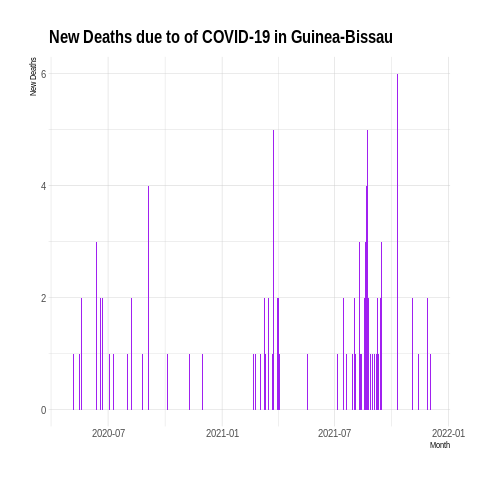 New Deaths due to of COVID-19 in Guinea-Bissau
New Deaths
6
4
2
0
2020-07
2021-01
2021-07
2022-01
Month